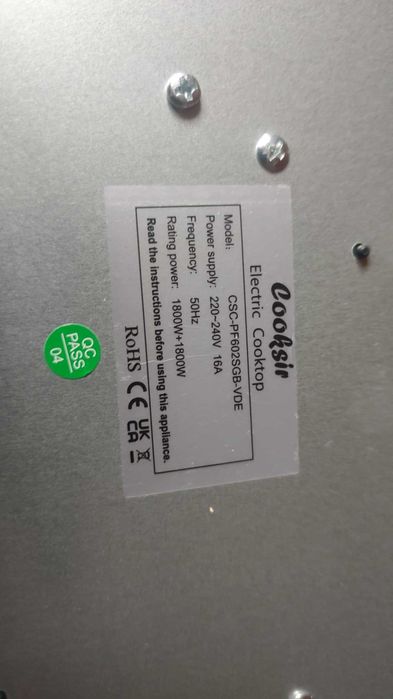 Cooksir
Electric Cooktop
Model: CSC-PF602SGB-VDE
Power supply: 220~240V 16A
Frequency: 50Hz
Rating power: 1800W+1800W
Read the instructions before using this appliance.
RoHS CE UK
CA
QC
PASS
04